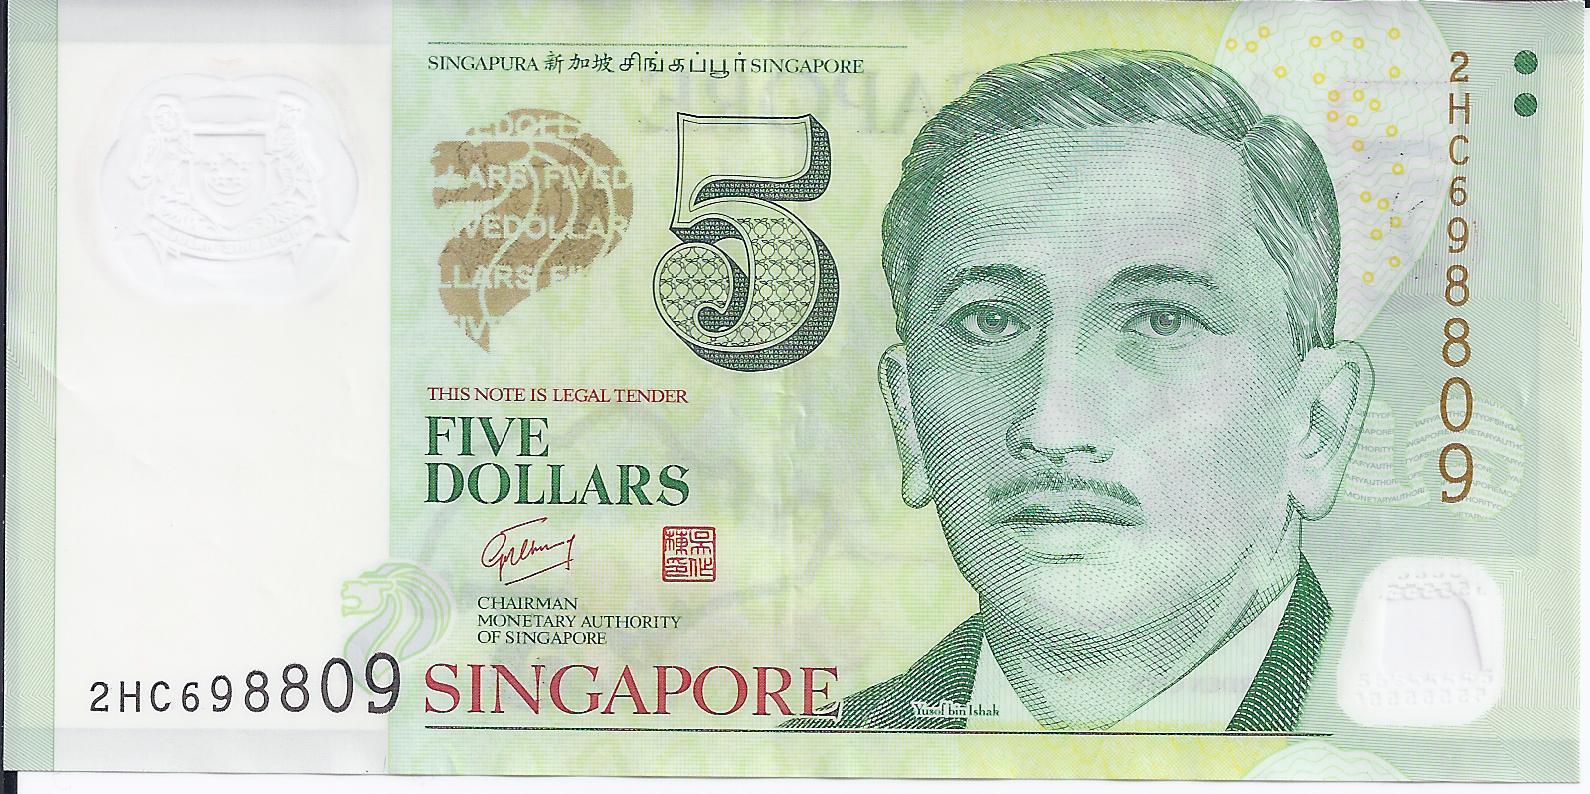 SINGAPURA 新加坡 சிங்கப்பூர் SINGAPORE
5
THIS NOTE IS LEGAL TENDER
FIVE
DOLLARS
CHAIRMAN
MONETARY AUTHORITY
OF SINGAPORE
SINGAPORE
Yusof bin Ishak
2HC698809
2HC698809